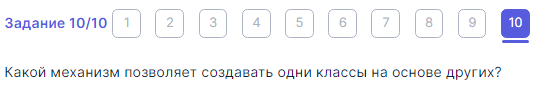 Задание 10/10 1 2 3 4 5 6 7 8 9 10
Какой механизм позволяет создавать одни классы на основе других?